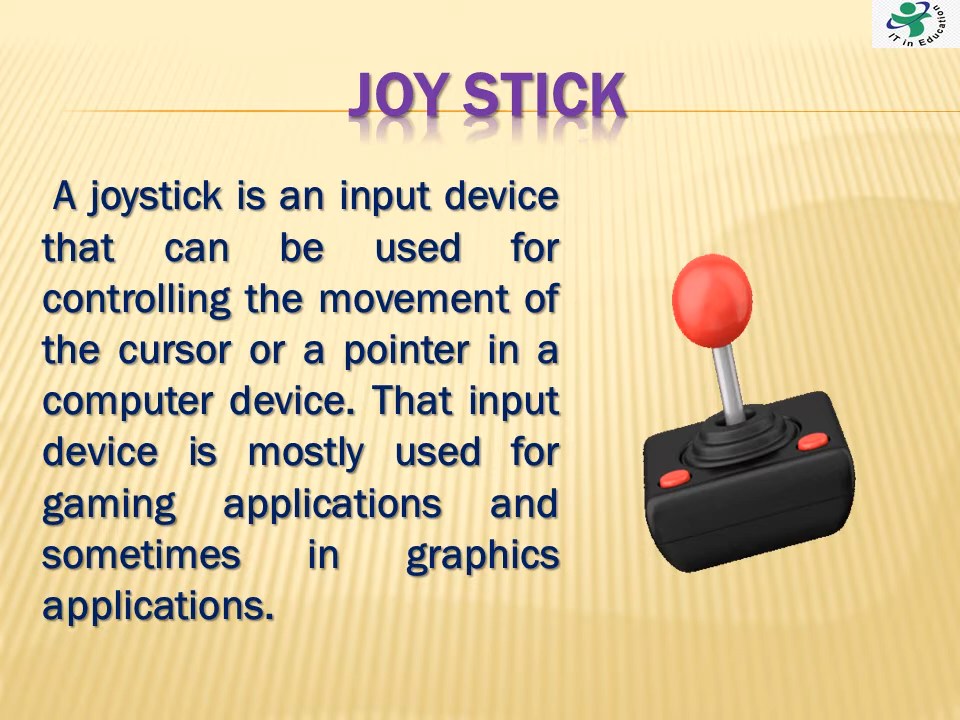 IT in Education
JOY STICK
A joystick is an input device
that can be used for
controlling the movement of
the cursor or a pointer in a
computer device. That input
device is mostly used for
gaming applications and
sometimes in graphics
applications.